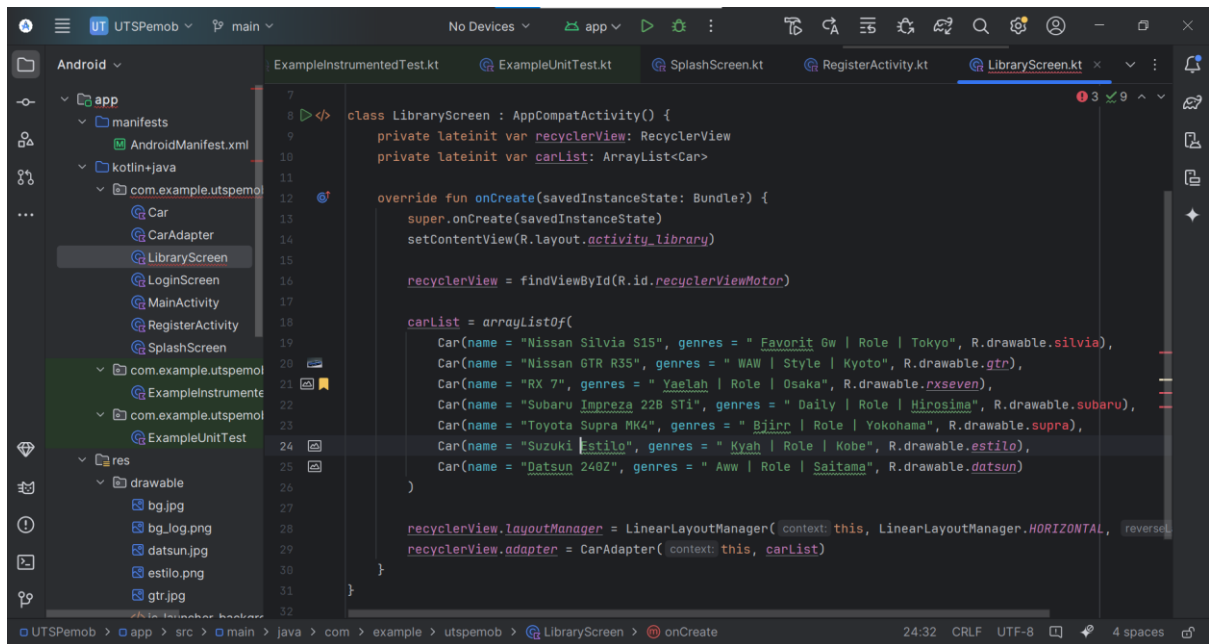 UT UTSPemob main No Devices app
Android
ExampleInstrumentedTest.kt ExampleUnitTest.kt SplashScreen.kt RegisterActivity.kt LibraryScreen.kt
3 9
app
manifests
AndroidManifest.xml
kotlin+java
com.example.utspemo
Car
CarAdapter
LibraryScreen
LoginScreen
MainActivity
RegisterActivity
SplashScreen
com.example.utspemo
ExampleInstrumente
com.example.utspemo
ExampleUnitTest
res
drawable
bg.jpg
bg_log.png
datsun.jpg
estilo.png
gtr.jpg
7
8 class LibraryScreen : AppCompatActivity() {
9 private lateinit var recyclerView: RecyclerView
10 private lateinit var carList: ArrayList<Car>
11
12 override fun onCreate(savedInstanceState: Bundle?) {
13 super.onCreate(savedInstanceState)
14 setContentView(R.layout.activity_library)
15
16 recyclerView = findViewById(R.id.recyclerViewMotor)
17
18 carList = arrayListOf(
19 Car(name = "Nissan Silvia S15", genres = " Favorit Gw | Role | Tokyo", R.drawable.silvia),
20 Car(name = "Nissan GTR R35", genres = " WAW | Style | Kyoto", R.drawable.gtr),
21 Car(name = "RX 7", genres = " Yaelah | Role | Osaka", R.drawable.rxseven),
22 Car(name = "Subaru Impreza 22B STi", genres = " Daily | Role | Hirosima", R.drawable.subaru),
23 Car(name = "Toyota Supra MK4", genres = " Bjirr | Role | Yokohama", R.drawable.supra),
24 Car(name = "Suzuki Estilo", genres = " Kyah | Role | Kobe", R.drawable.estilo),
25 Car(name = "Datsun 240Z", genres = " Aww | Role | Saitama", R.drawable.datsun)
26 )
27
28 recyclerView.layoutManager = LinearLayoutManager( context: this, LinearLayoutManager.HORIZONTAL, reverseL
29 recyclerView.adapter = CarAdapter( context: this, carList)
30 }
31 }
32
UTSPemob > app > src > main > java > com > example > utspemob > LibraryScreen > onCreate 24:32 CRLF UTF-8 4 spaces